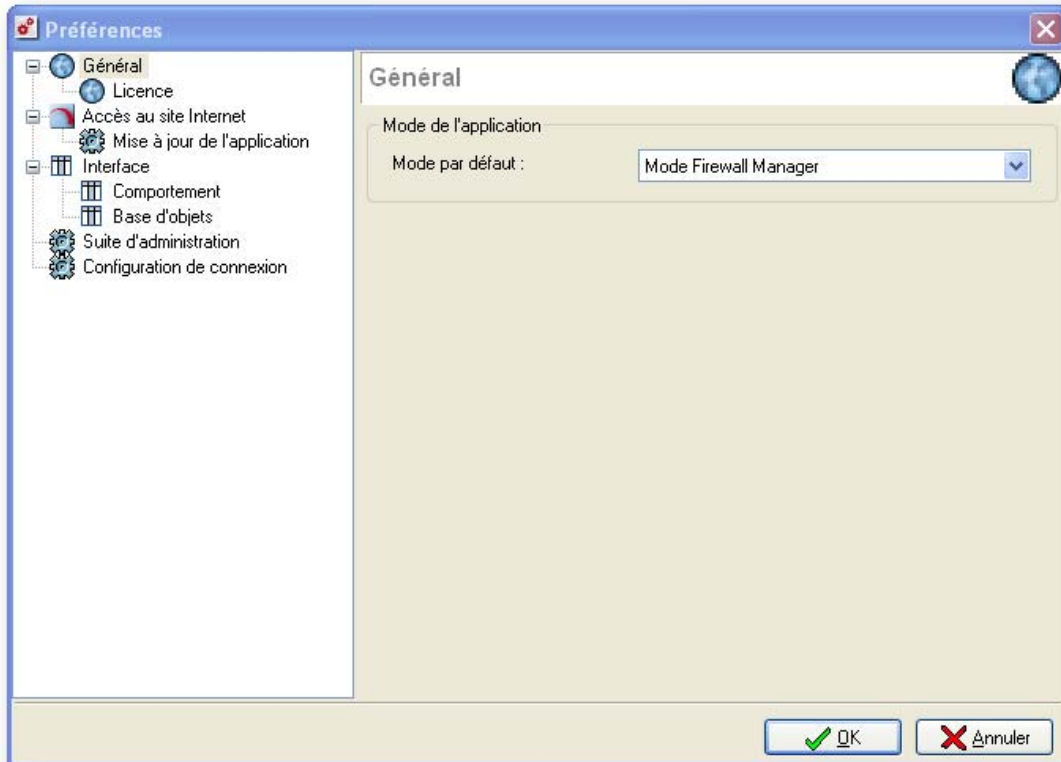 Préférences
Général
Licence
Accès au site Internet
Mise à jour de l'application
Interface
Comportement
Base d'objets
Suite d'administration
Configuration de connexion
Général
Mode de l'application
Mode par défaut : Mode Firewall Manager
OK Annuler